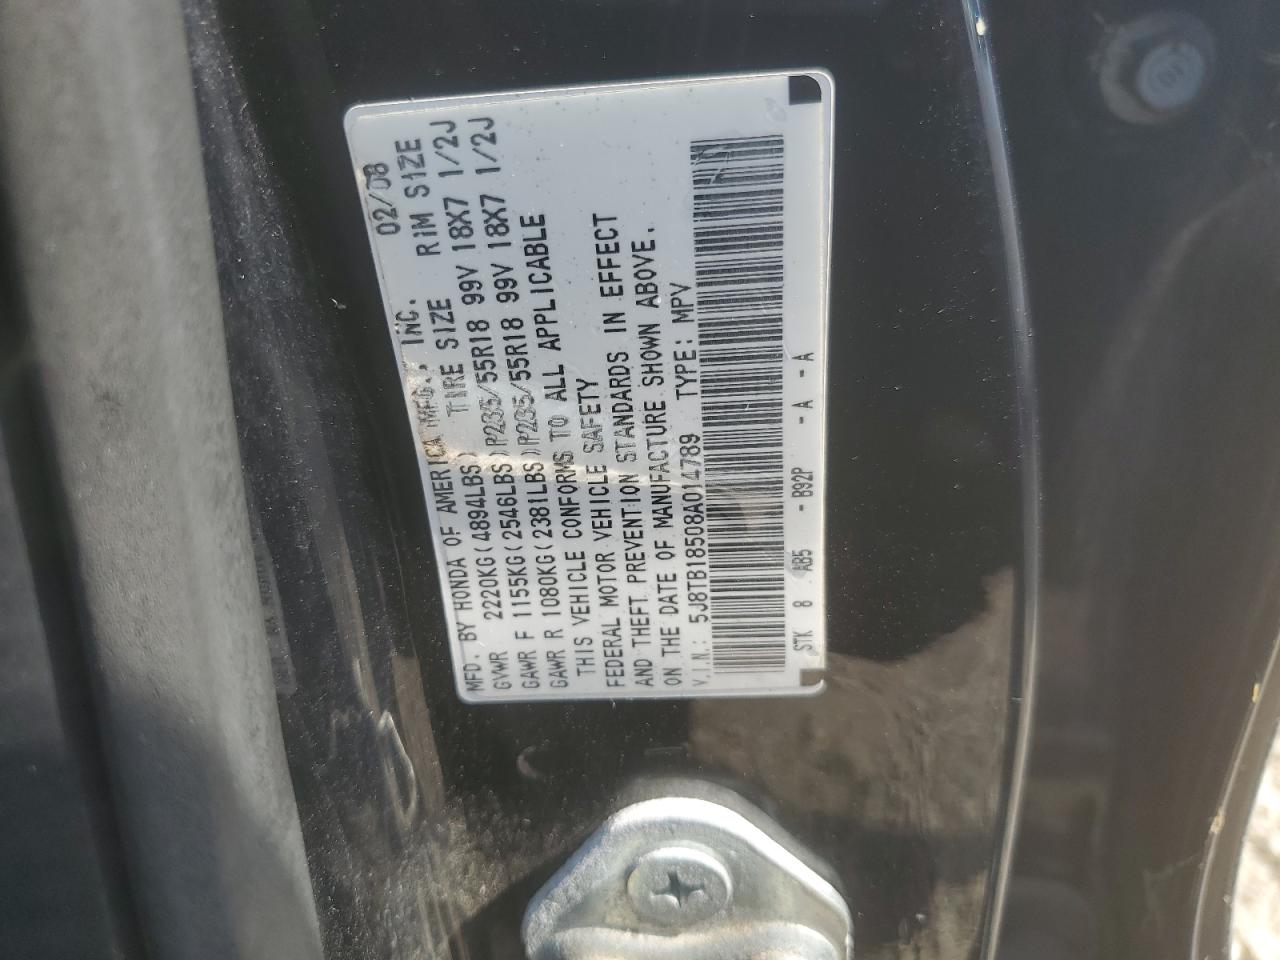 MFD. BY HONDA OF AMERICA MFG., INC. 02/08
GVWR 2220KG(4894LBS) TIRE SIZE RIM SIZE
GAWR F 1155KG(2546LBS)P235/55R18 99V 18X7 1/2J
GAWR R 1080KG(2381LBS)P235/55R18 99V 18X7 1/2J
THIS VEHICLE CONFORMS TO ALL APPLICABLE
FEDERAL MOTOR VEHICLE SAFETY
AND THEFT PREVENTION STANDARDS IN EFFECT
ON THE DATE OF MANUFACTURE SHOWN ABOVE.
V.I.N.: 5J8TB18508A014789 TYPE: MPV
STK 8 AB5 - B92P - A - A